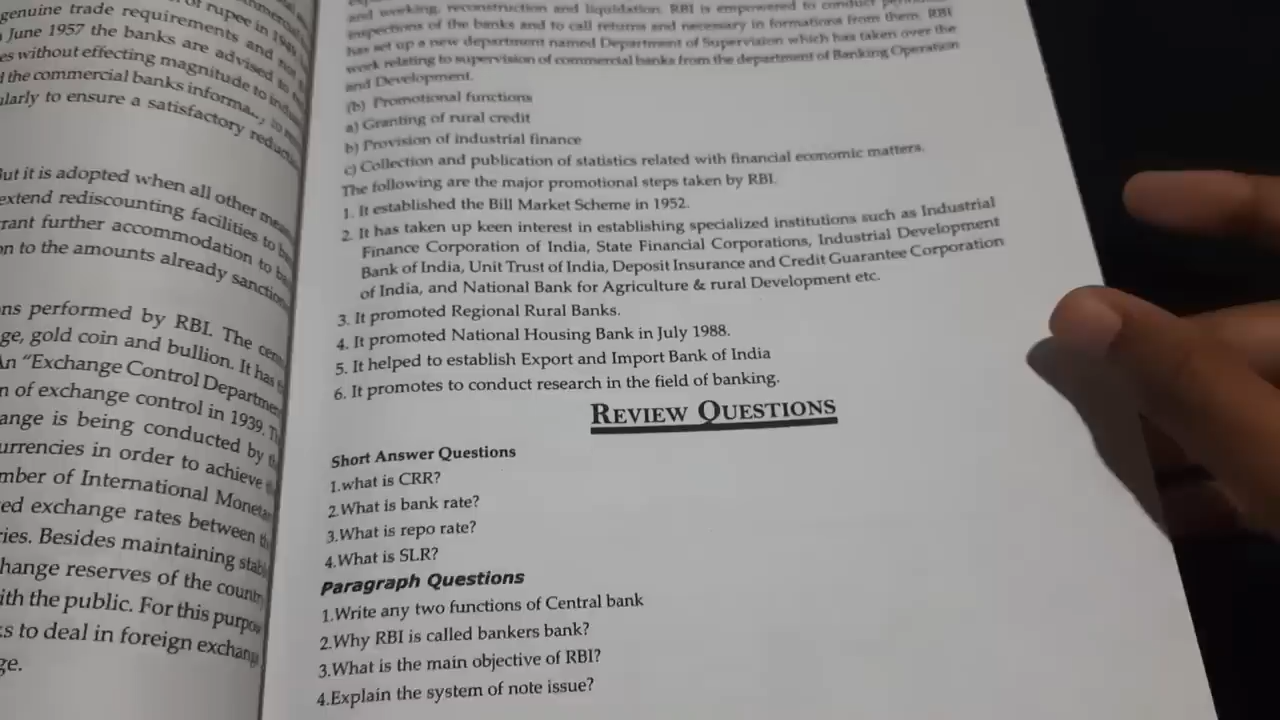 of rupee in 1949
genuine trade requirements and not
June 1957 the banks are advised to
es without effecting magnitude to
the commercial banks
ularly to ensure a satisfactory
But it is adopted when all other
extend rediscounting facilities to
rant further accommodation to
on to the amounts already
ns performed by RBI. The
ge, gold coin and bullion. It has
An "Exchange Control
n of exchange control in 1939.
ange is being conducted by
urrencies in order to achieve
mber of International
ed exchange rates between
ries. Besides maintaining
hange reserves of the
ith the public. For this
s to deal in foreign
ge.
and working, reconstruction and liquidation. RBI is empowered to conduct
inspections of the banks and to call returns and necessary in formations from them. RBI
has set up a new department named Department of Supervision which has taken over the
work relating to supervision of commercial banks from the department of Banking Operation
and Development.
(b) Promotional functions
a) Granting of rural credit
b) Provision of industrial finance
c) Collection and publication of statistics related with financial economic matters.
The following are the major promotional steps taken by RBI.
1. It established the Bill Market Scheme in 1952.
2. It has taken up keen interest in establishing specialized institutions such as Industrial
Finance Corporation of India, State Financial Corporations, Industrial Development
Bank of India, Unit Trust of India, Deposit Insurance and Credit Guarantee Corporation
of India, and National Bank for Agriculture & rural Development etc.
3. It promoted Regional Rural Banks.
4. It promoted National Housing Bank in July 1988.
5. It helped to establish Export and Import Bank of India
6. It promotes to conduct research in the field of banking.
REVIEW QUESTIONS
Short Answer Questions
1.what is CRR?
2.What is bank rate?
3.What is repo rate?
4.What is SLR?
Paragraph Questions
1.Write any two functions of Central bank
2.Why RBI is called bankers bank?
3.What is the main objective of RBI?
4.Explain the system of note issue?